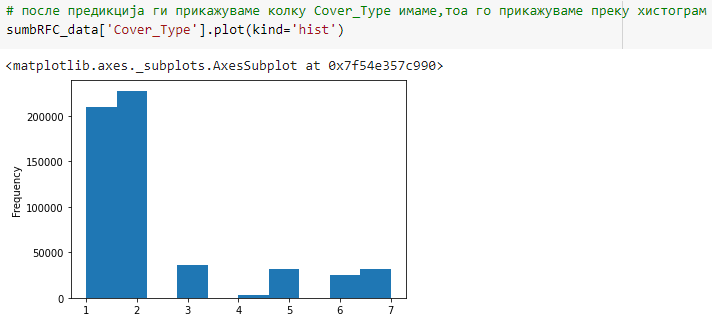 # после предикција ги прикажуваме колку Cover_Type имаме,тоа го прикажуваме преку хистограм
sumbRFC_data['Cover_Type'].plot(kind='hist')
<matplotlib.axes._subplots.AxesSubplot at 0x7f54e357c990>
200000
150000
100000
50000
0
Frequency
1 2 3 4 5 6 7